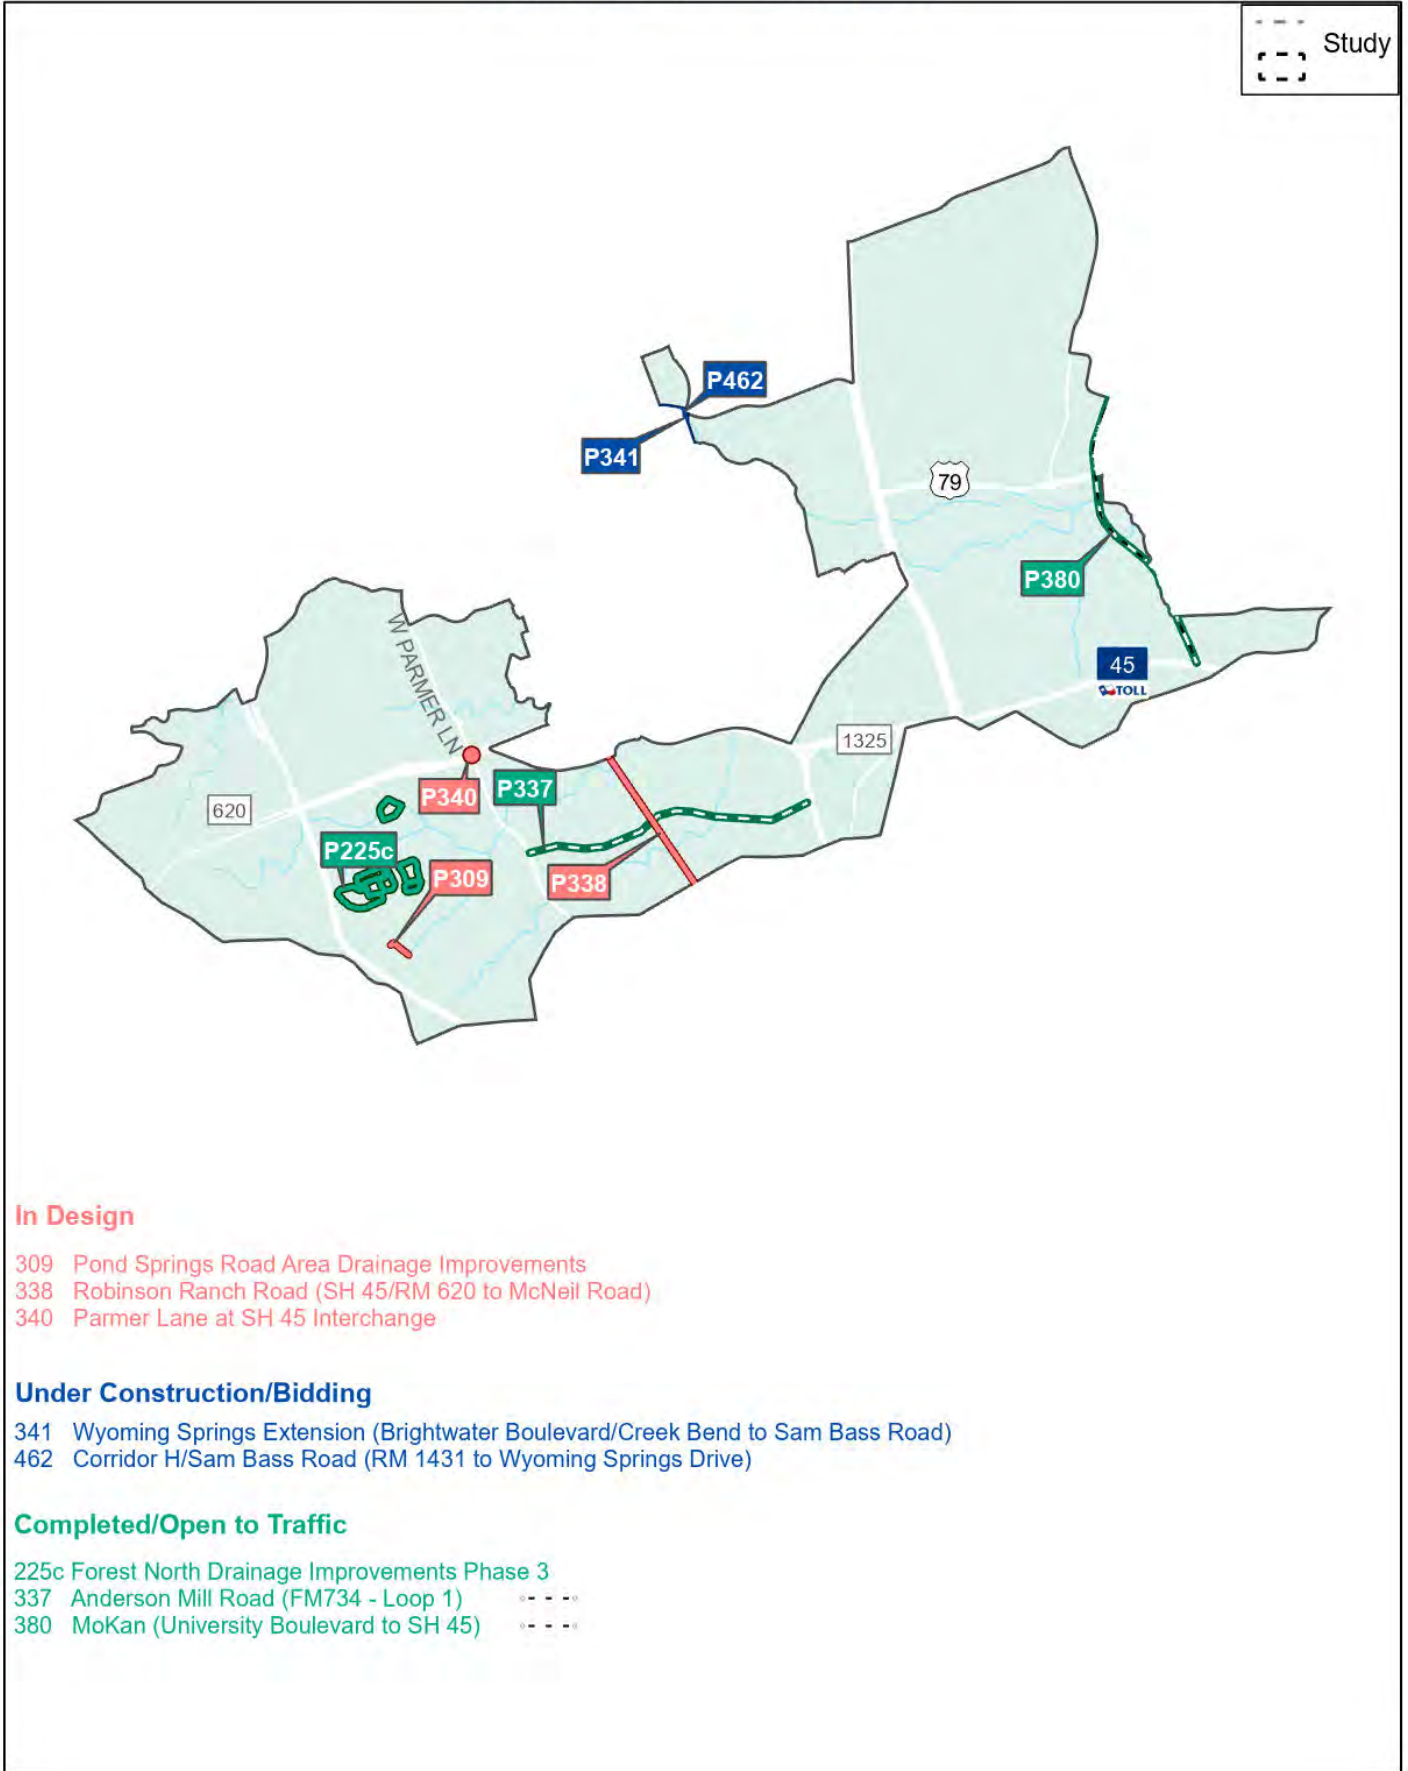 Study
P462
P341
79
P380
W PARMER LN
45
TOLL
1325
P340
P337
620
P225c
P309
P338
In Design
309 Pond Springs Road Area Drainage Improvements
338 Robinson Ranch Road (SH 45/RM 620 to McNeil Road)
340 Parmer Lane at SH 45 Interchange
Under Construction/Bidding
341 Wyoming Springs Extension (Brightwater Boulevard/Creek Bend to Sam Bass Road)
462 Corridor H/Sam Bass Road (RM 1431 to Wyoming Springs Drive)
Completed/Open to Traffic
225c Forest North Drainage Improvements Phase 3
337 Anderson Mill Road (FM734 - Loop 1)
380 MoKan (University Boulevard to SH 45)